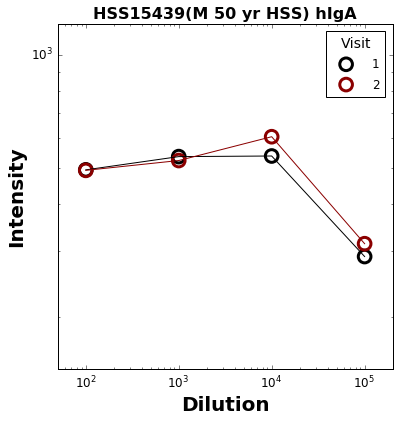 HSS15439(M 50 yr HSS) hIgA
Visit
1
2
10³
Intensity
10² 10³ 10⁴ 10⁵
Dilution